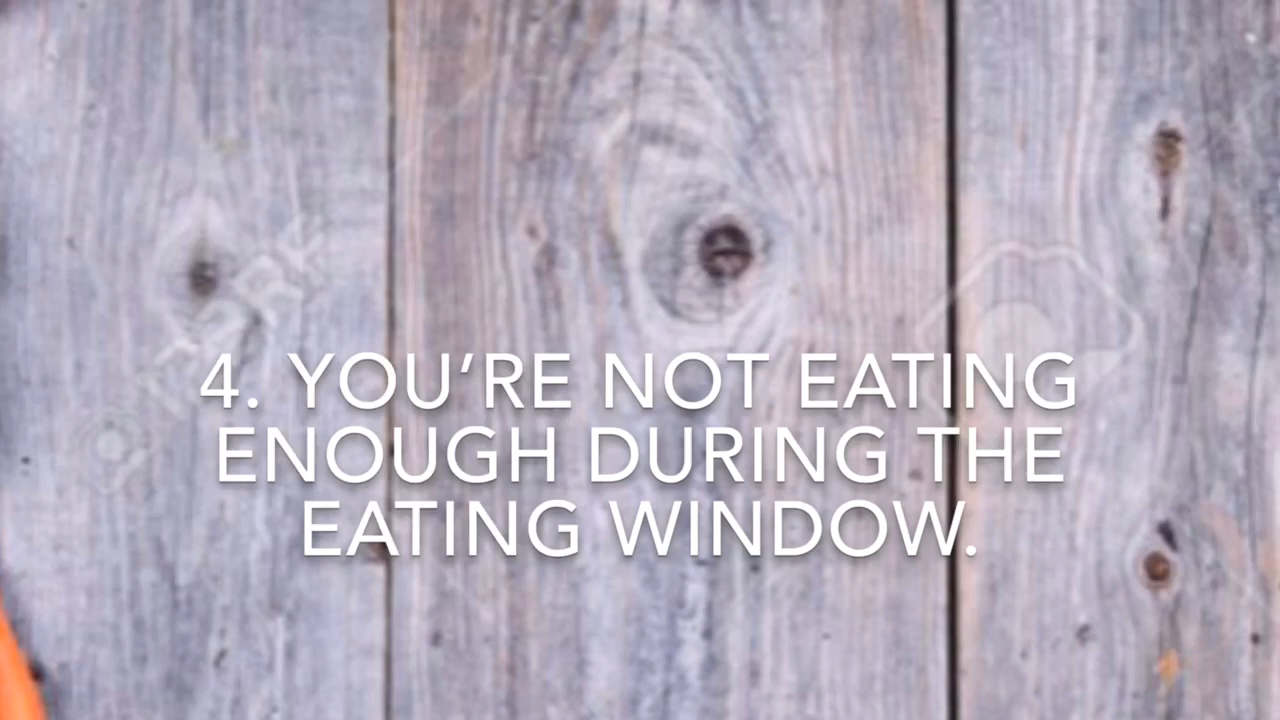 4. YOU’RE NOT EATING
ENOUGH DURING THE
EATING WINDOW.